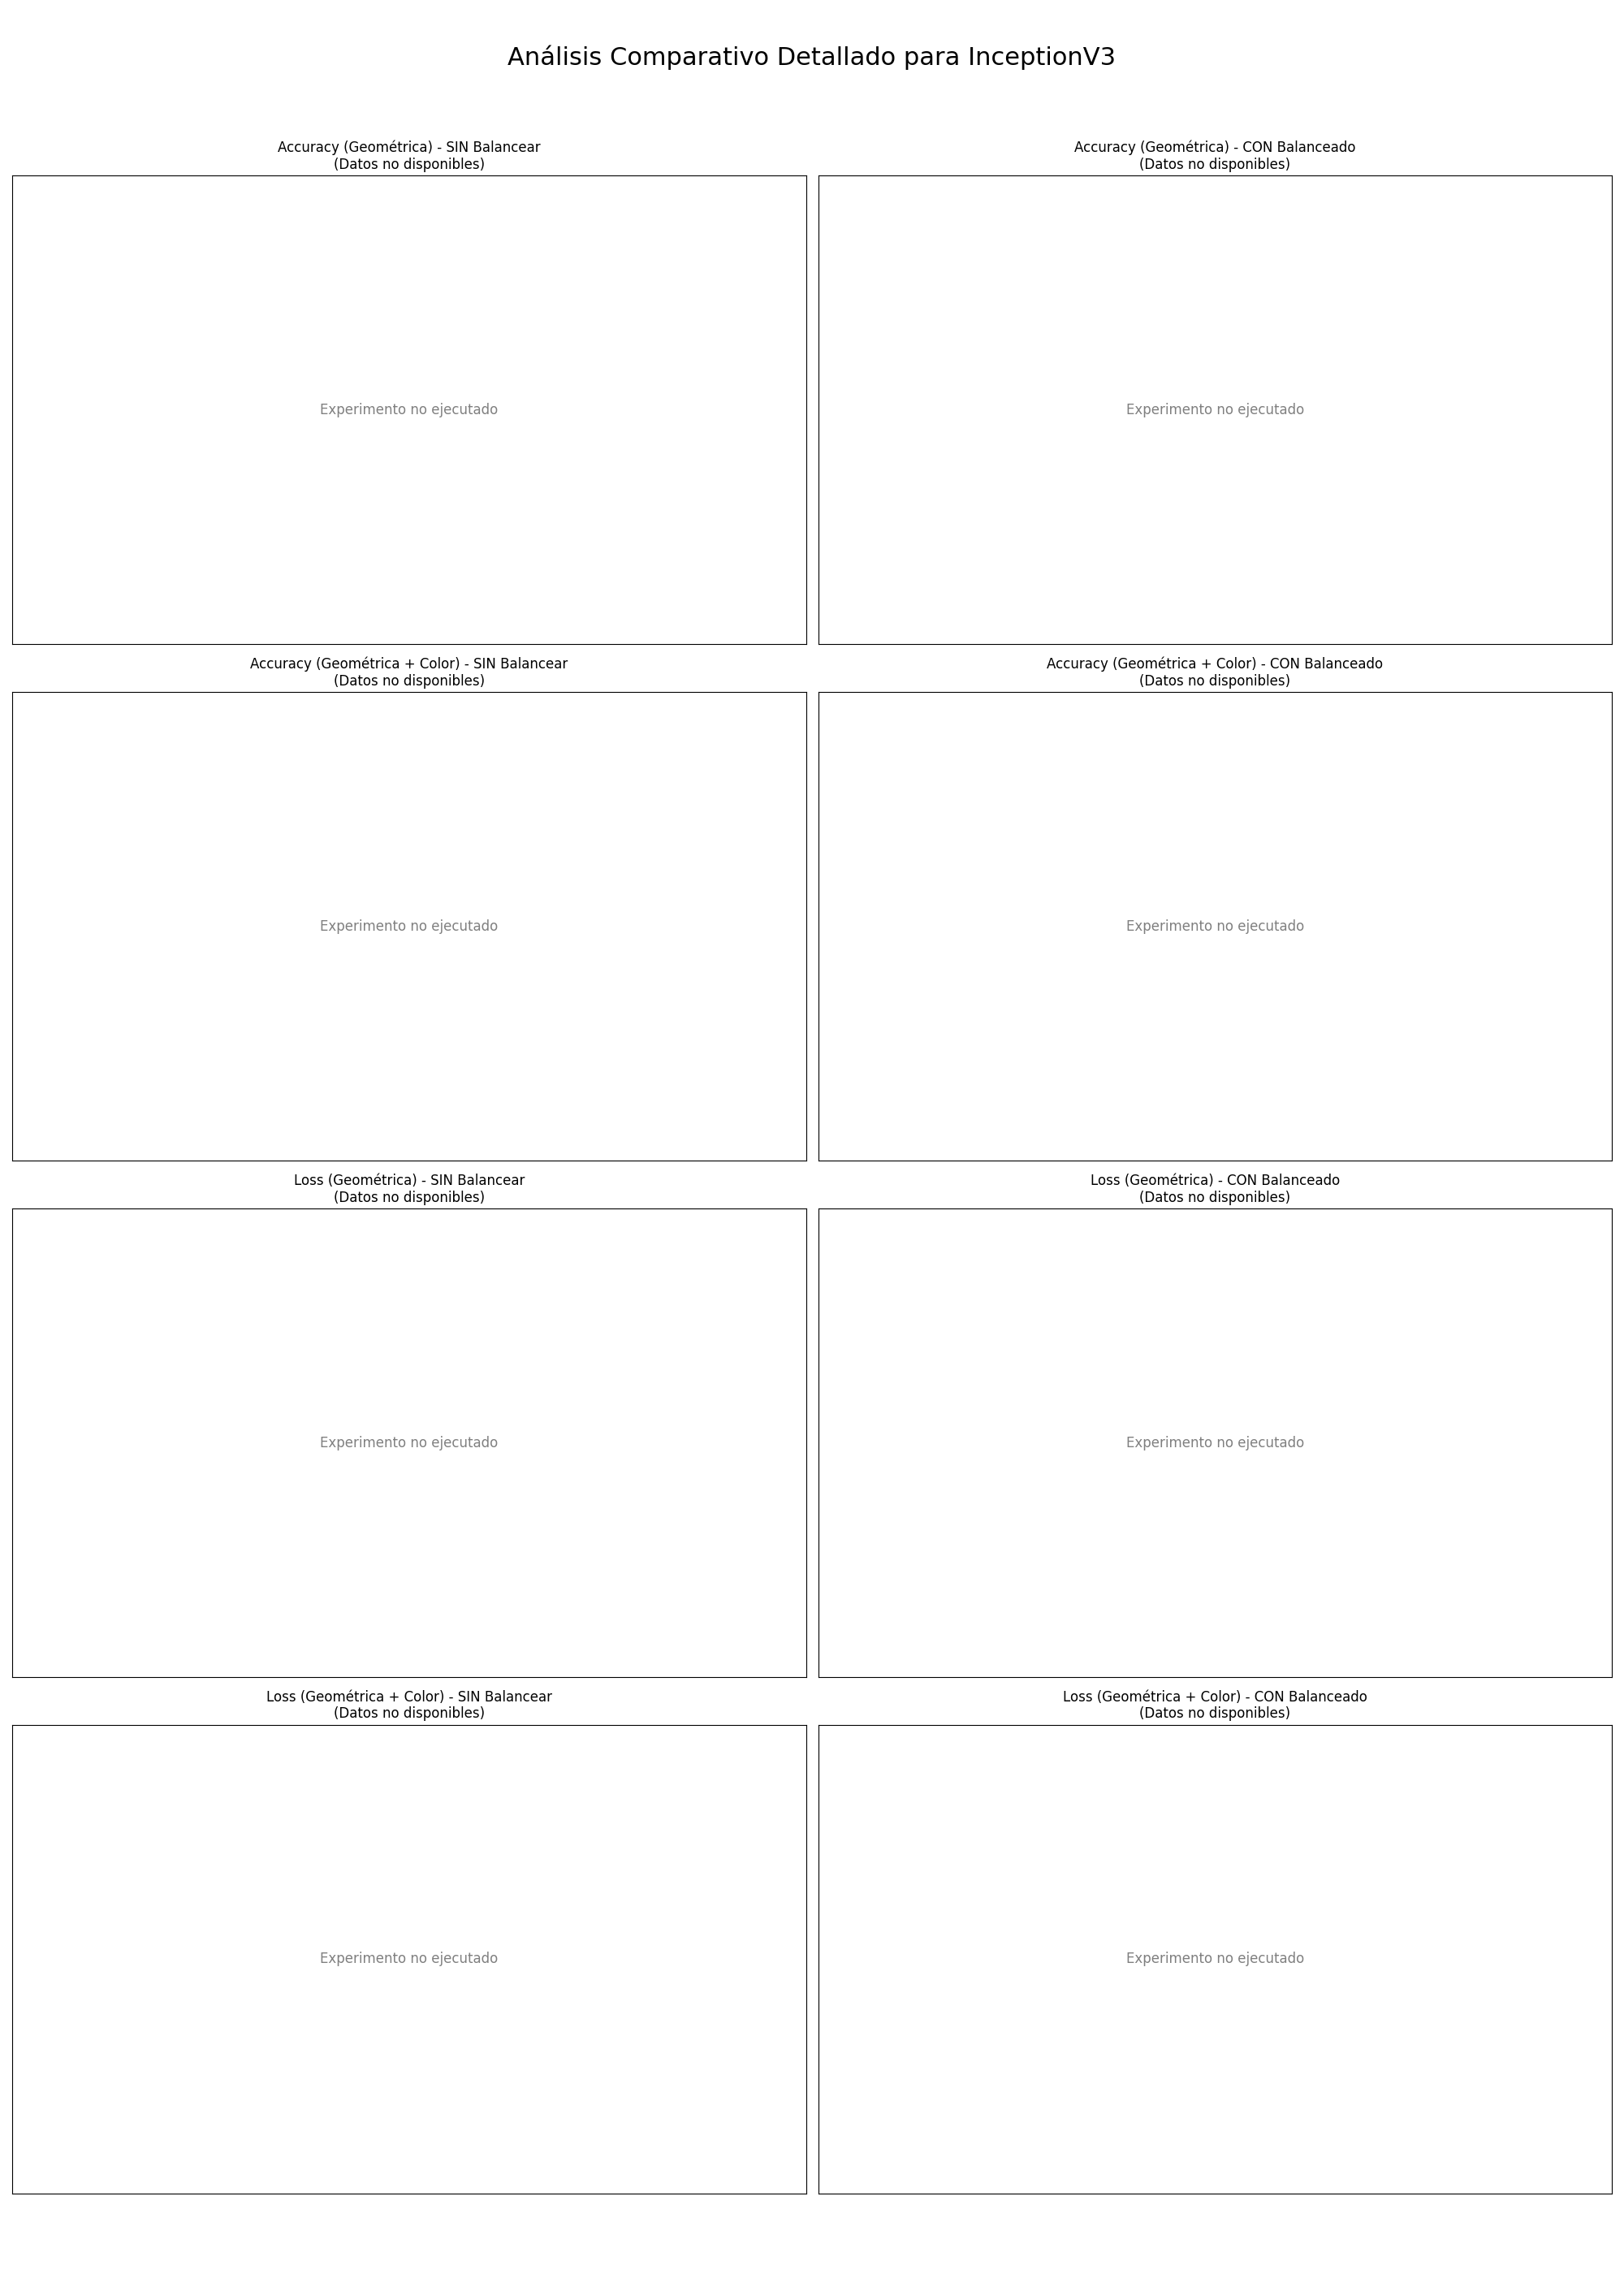 Análisis Comparativo Detallado para InceptionV3
Accuracy (Geométrica) - SIN Balancear
(Datos no disponibles)
Accuracy (Geométrica) - CON Balanceado
(Datos no disponibles)
Experimento no ejecutado
Experimento no ejecutado
Accuracy (Geométrica + Color) - SIN Balancear
(Datos no disponibles)
Accuracy (Geométrica + Color) - CON Balanceado
(Datos no disponibles)
Experimento no ejecutado
Experimento no ejecutado
Loss (Geométrica) - SIN Balancear
(Datos no disponibles)
Loss (Geométrica) - CON Balanceado
(Datos no disponibles)
Experimento no ejecutado
Experimento no ejecutado
Loss (Geométrica + Color) - SIN Balancear
(Datos no disponibles)
Loss (Geométrica + Color) - CON Balanceado
(Datos no disponibles)
Experimento no ejecutado
Experimento no ejecutado